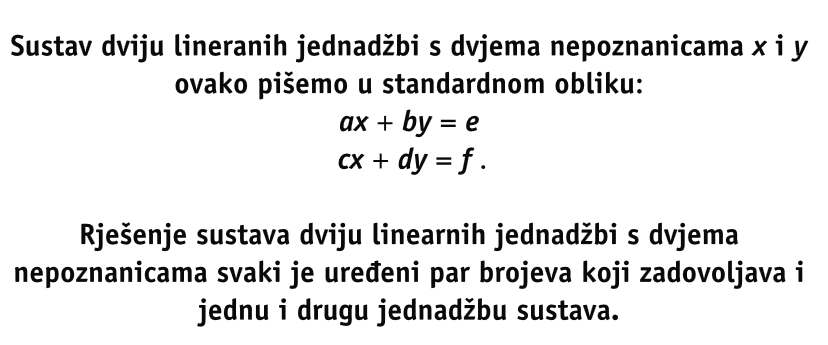 Sustav dviju lineranih jednadžbi s dvjema nepoznanicama x i y
ovako pišemo u standardnom obliku:
ax + by = e
cx + dy = f .
Rješenje sustava dviju linearnih jednadžbi s dvjema
nepoznanicama svaki je uređeni par brojeva koji zadovoljava i
jednu i drugu jednadžbu sustava.